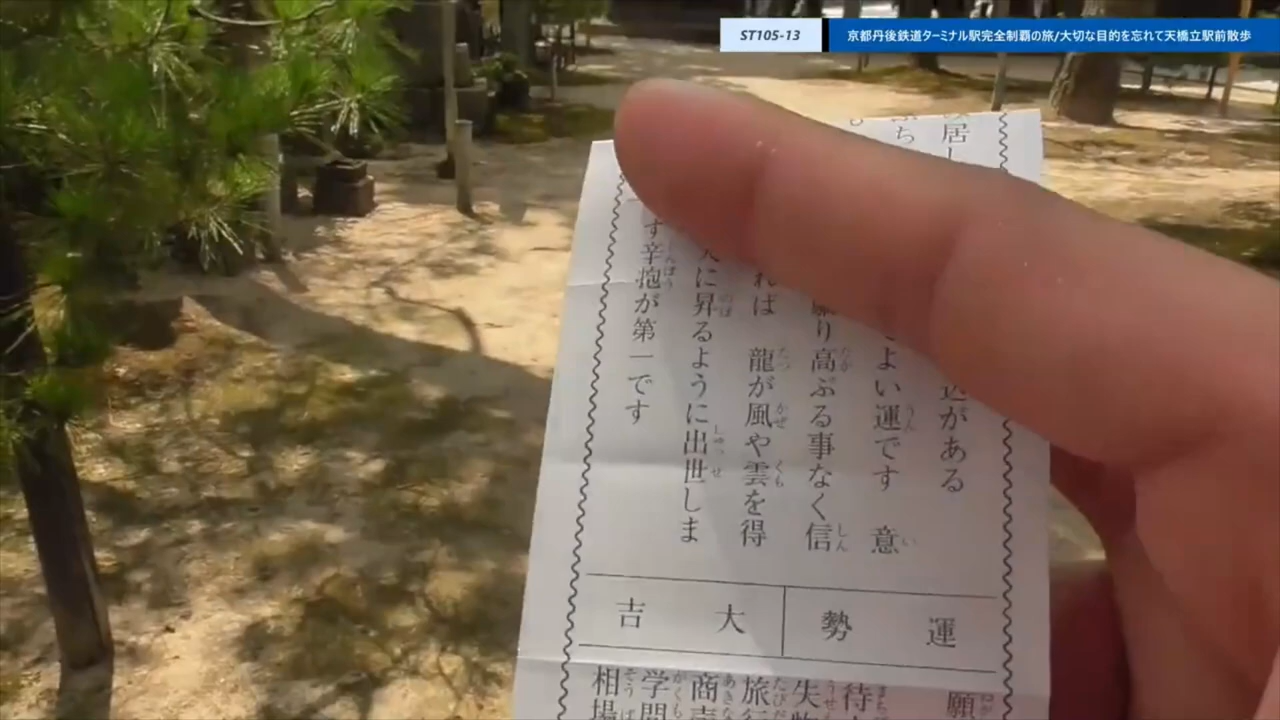 ST105-13
京都丹後鉄道ターミナル駅完全制覇の旅/大切な目的を忘れて天橋立駅前散歩
居し
がある
よい運です 意
り高ぶる事なく信
れば 龍が風や雲を得
に昇るように出世しま
す辛抱が第一です
運勢
大吉
願
待
失物
旅行
商売
学問
相場